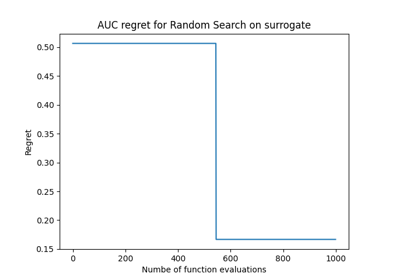 AUC regret for Random Search on surrogate
0.50
0.45
0.40
0.35
0.30
0.25
0.20
0.15
Regret
0 200 400 600 800 1000
Numbe of function evaluations